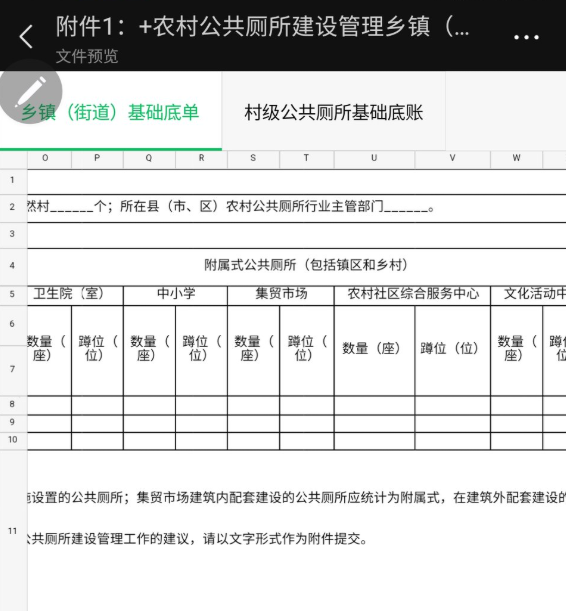 附件1：+农村公共厕所建设管理乡镇（...
文件预览
乡镇（街道）基础底单 村级公共厕所基础底账
O P Q R S T U V W
1
2 然村______个；所在县（市、区）农村公共厕所行业主管部门______。
3
4 附属式公共厕所（包括镇区和乡村）
5 卫生院（室） 中小学 集贸市场 农村社区综合服务中心 文化活动中
6
数量（ 蹲位（ 数量（ 蹲位（ 数量（ 蹲位（ 数量（座） 蹲位（位） 数量（ 蹲
座） 位） 座） 位） 座） 位） 座） 位
7
8
9
10
设置的公共厕所；集贸市场建筑内配套建设的公共厕所应统计为附属式，在建筑外配套建设的
11
共厕所建设管理工作的建议，请以文字形式作为附件提交。